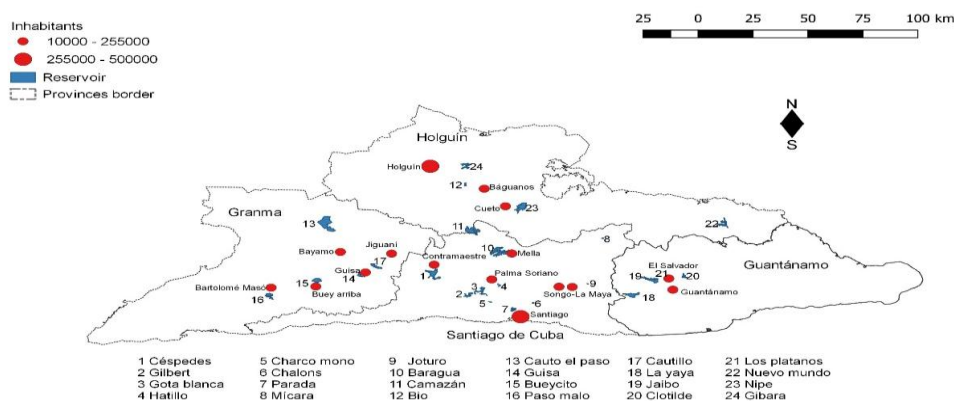 Inhabitants
10000 - 255000
255000 - 500000
Reservoir
Provinces border
25 0 25 50 75 100 km
N
S
Holguín
Holguín
24
12
Báguanos
Cueto
23
Granma
13
11
22
Bayamo
Jiguaní
17
10
Mella
8
Contramaestre
Guisa
14
1
Palma Soriano
El Salvador
Guantánamo
19
21
20
15
Bartolomé Masó
Buey arriba
16
3
4
2
5
6
7
Songo-La Maya
9
18
Guantánamo
Santiago
Santiago de Cuba
1 Céspedes 5 Charco mono 9 Joturo 13 Cauto el paso 17 Cautillo 21 Los platanos
2 Gilbert 6 Chalons 10 Baragua 14 Guisa 18 La yaya 22 Nuevo mundo
3 Gota blanca 7 Parada 11 Camazán 15 Bueycito 19 Jaibo 23 Nipe
4 Hatillo 8 Mícara 12 Bio 16 Paso malo 20 Clotilde 24 Gibara